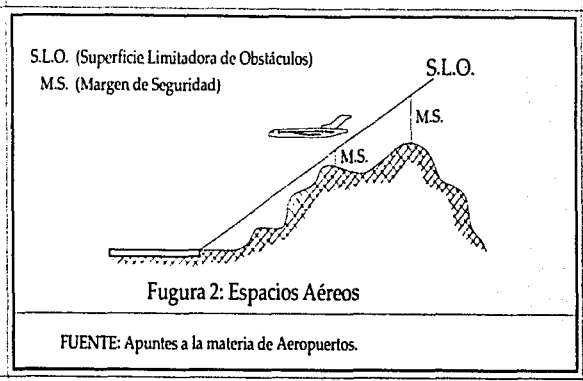 S.L.O. (Superficie Limitadora de Obstáculos)
M.S. (Margen de Seguridad)
S.L.O.
M.S.
M.S.
Fugura 2: Espacios Aéreos
FUENTE: Apuntes a la materia de Aeropuertos.